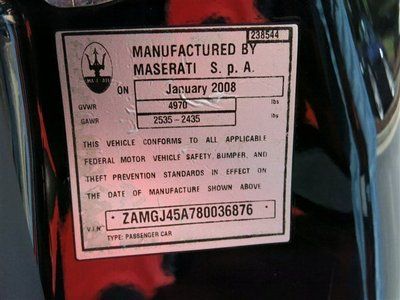 238544
MANUFACTURED BY
MASERATI S. p A.
ON January 2008
GVWR 4970 lbs
GAWR 2535 - 2435 lbs
THIS VEHICLE CONFORMS TO ALL APPLICABLE
FEDERAL MOTOR VEHICLE SAFETY, BUMPER, AND
THEFT PREVENTION STANDARDS IN EFFECT ON
THE DATE OF MANUFACTURE SHOWN ABOVE
V.I.N° ZAMGJ45A780036876
TYPE: PASSENGER CAR
MASERATI